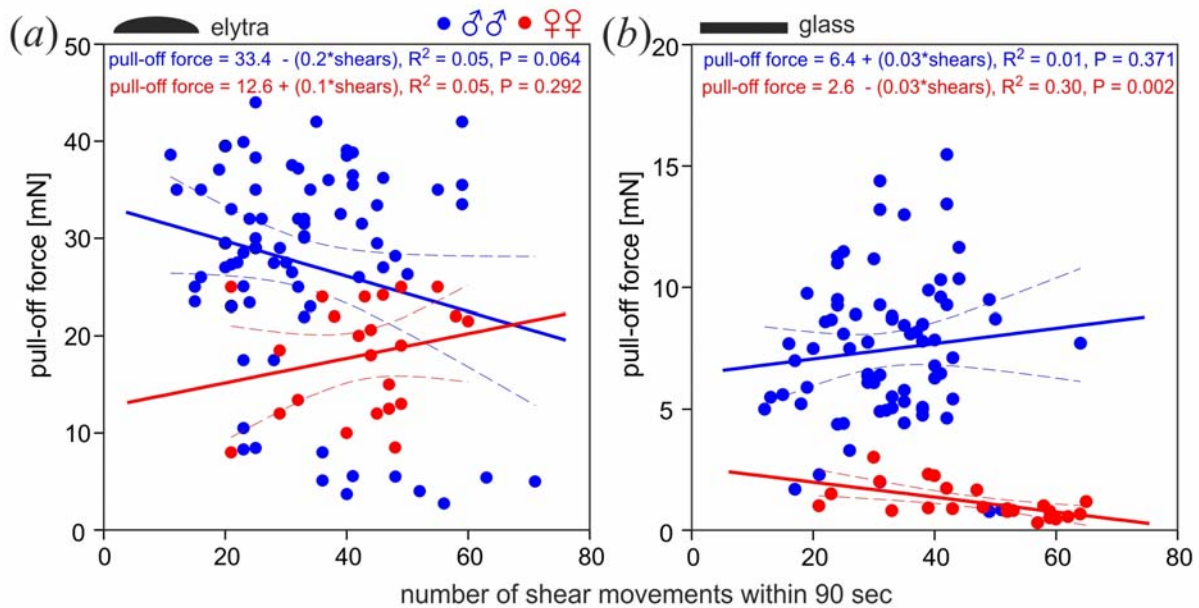 (a) elytra ♂♂ ♀♀
pull-off force = 33.4 - (0.2*shears), R² = 0.05, P = 0.064
pull-off force = 12.6 + (0.1*shears), R² = 0.05, P = 0.292
pull-off force [mN]
50
40
30
20
10
0
0 20 40 60 80
(b) glass
pull-off force = 6.4 + (0.03*shears), R² = 0.01, P = 0.371
pull-off force = 2.6 - (0.03*shears), R² = 0.30, P = 0.002
pull-off force [mN]
20
15
10
5
0
0 20 40 60 80
number of shear movements within 90 sec